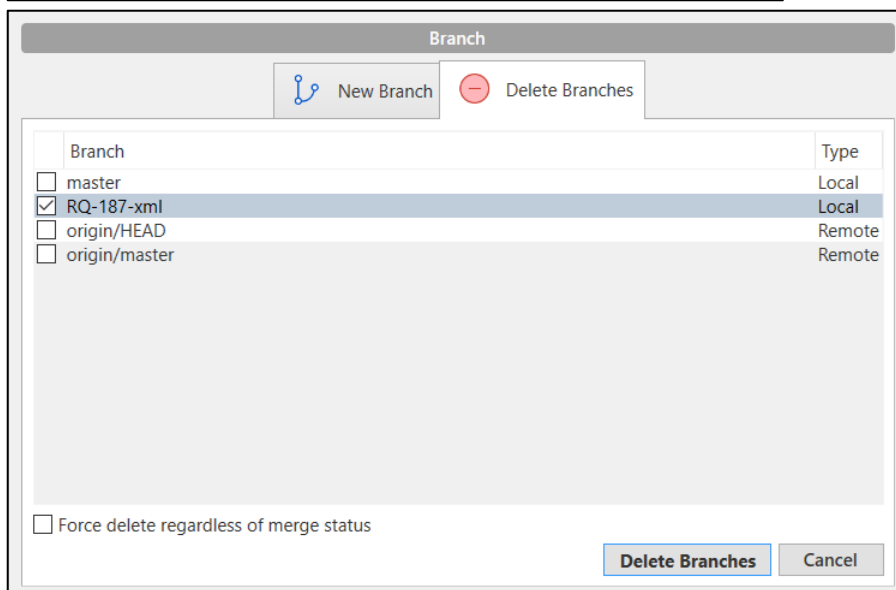 Branch
New Branch
Delete Branches
Branch Type
master Local
RQ-187-xml Local
origin/HEAD Remote
origin/master Remote
Force delete regardless of merge status
Delete Branches Cancel